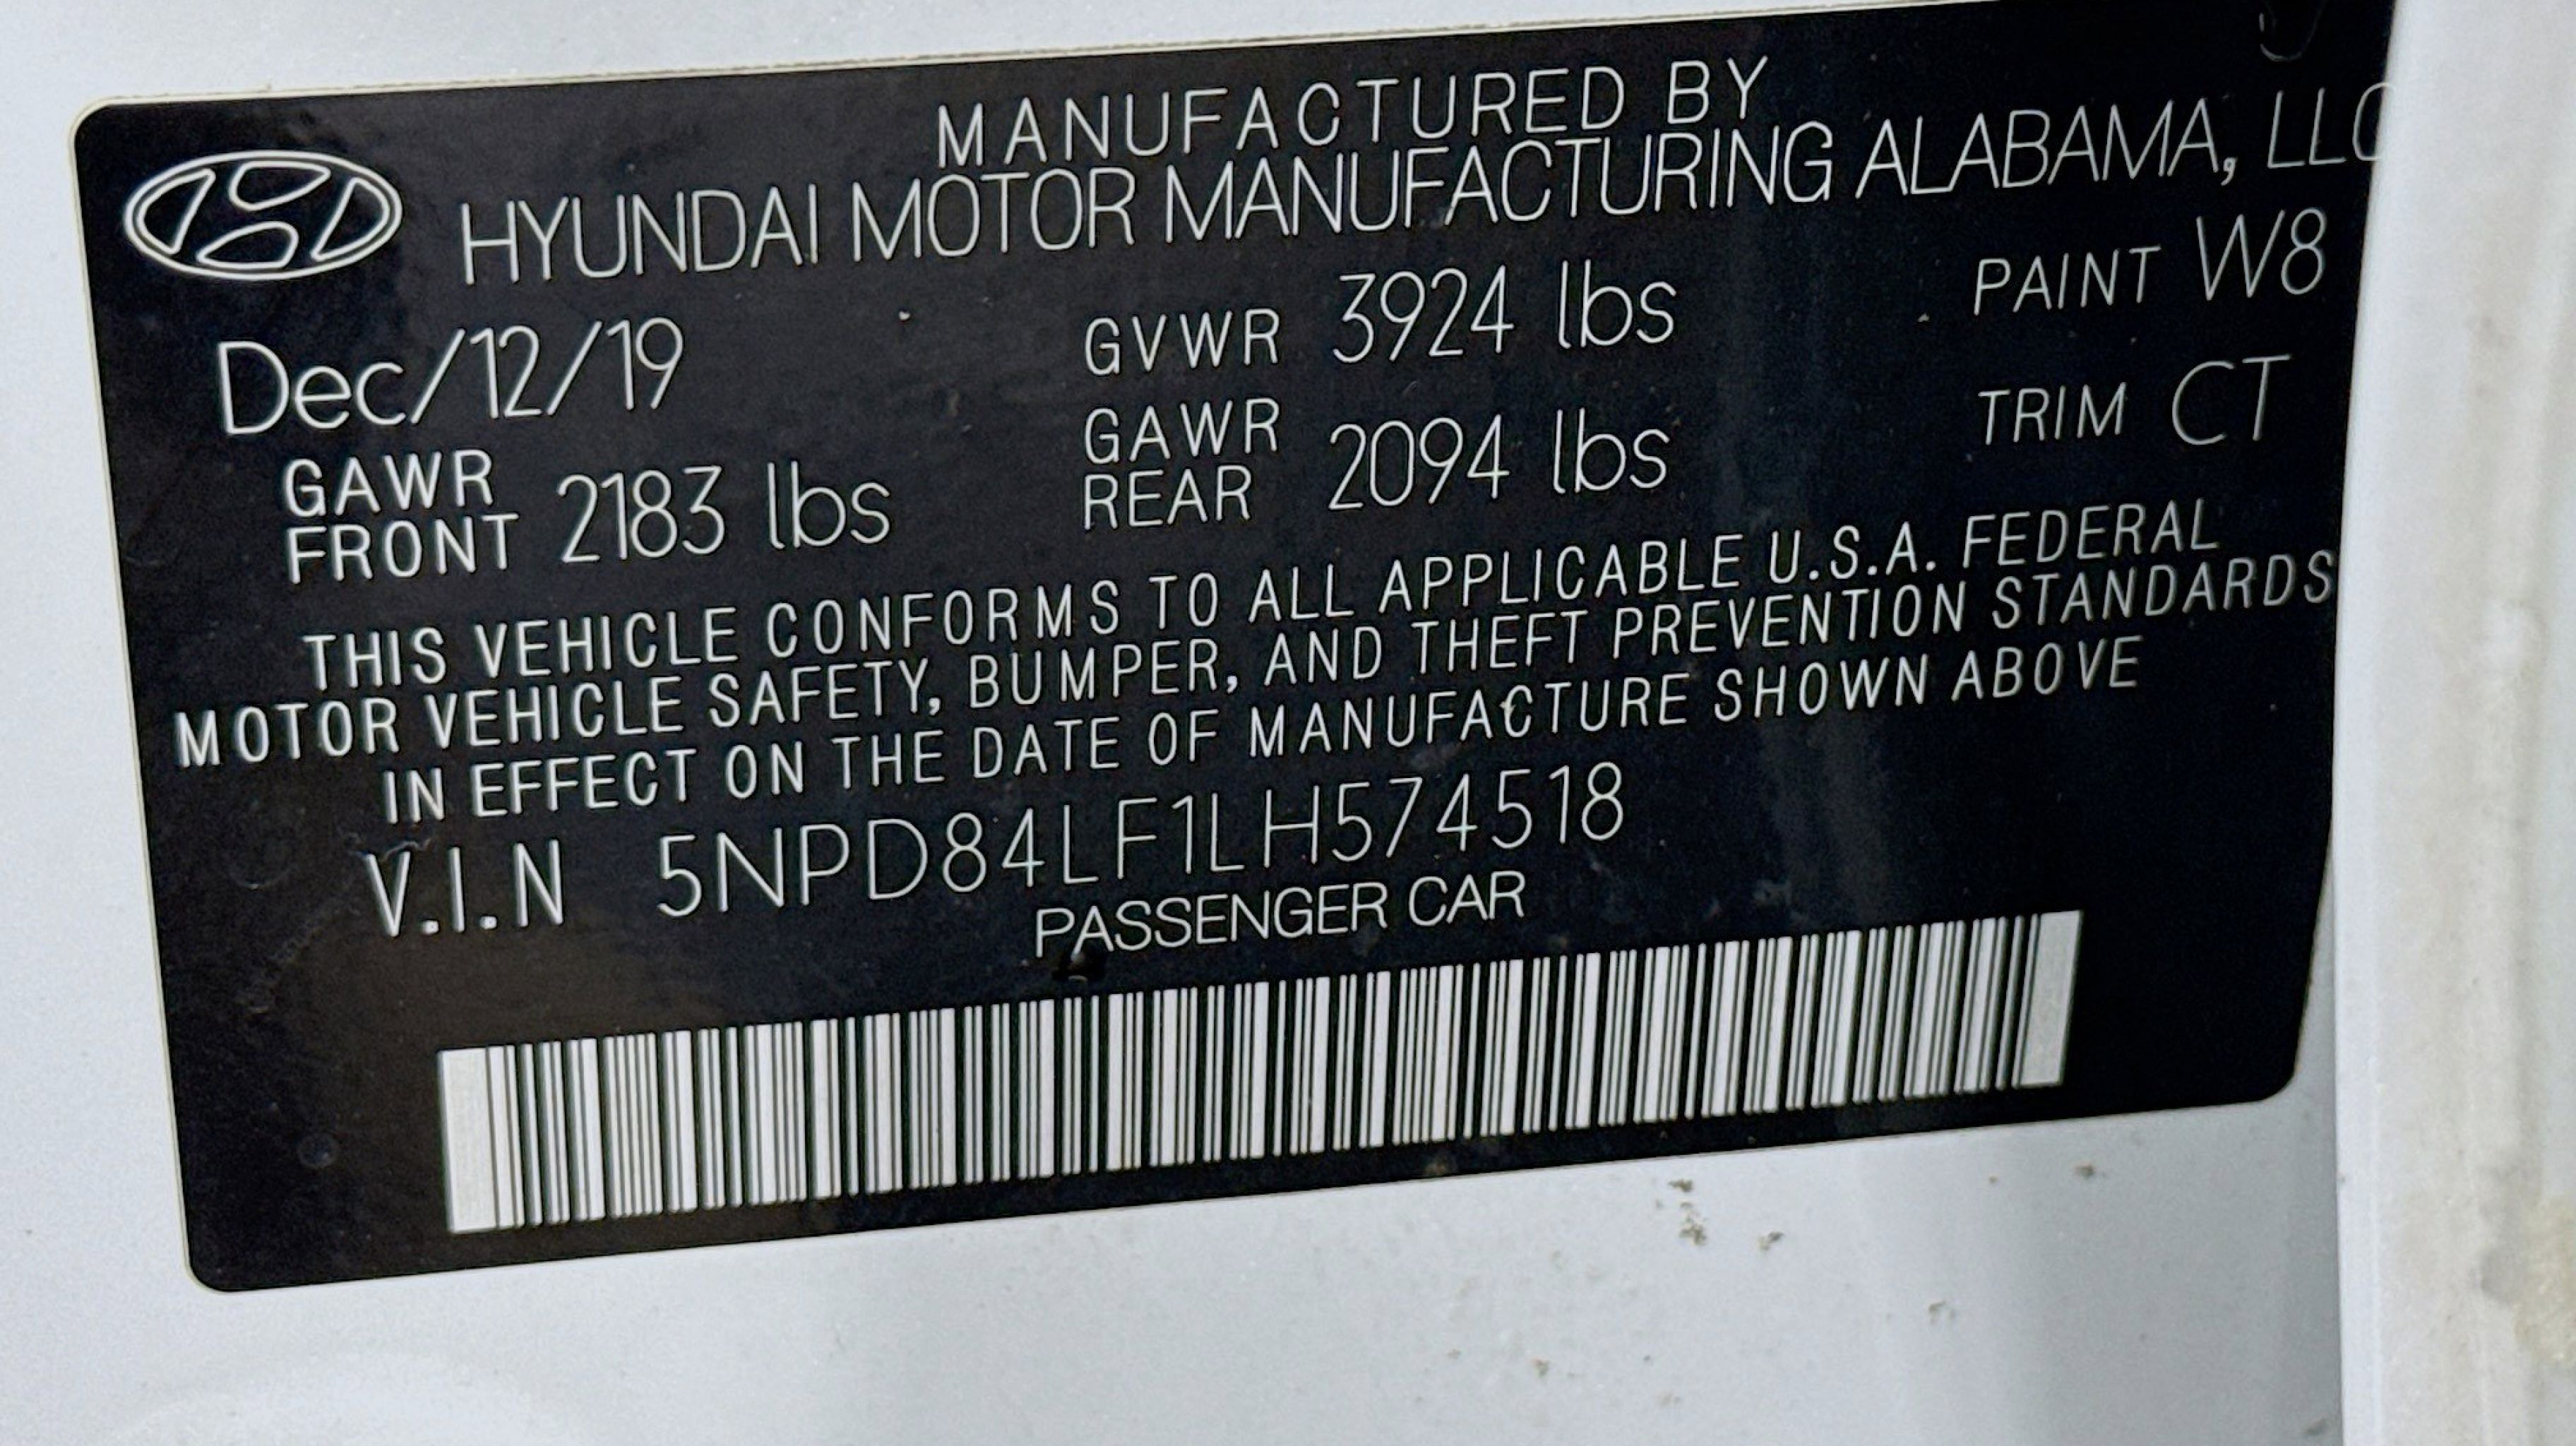 MANUFACTURED BY
HYUNDAI MOTOR MANUFACTURING ALABAMA, LLC
Dec/12/19 GVWR 3924 lbs PAINT W8
GAWR FRONT 2183 lbs GAWR REAR 2094 lbs TRIM CT
THIS VEHICLE CONFORMS TO ALL APPLICABLE U.S.A. FEDERAL
MOTOR VEHICLE SAFETY, BUMPER, AND THEFT PREVENTION STANDARDS
IN EFFECT ON THE DATE OF MANUFACTURE SHOWN ABOVE
V.I.N 5NPD84LF1LH574518
PASSENGER CAR